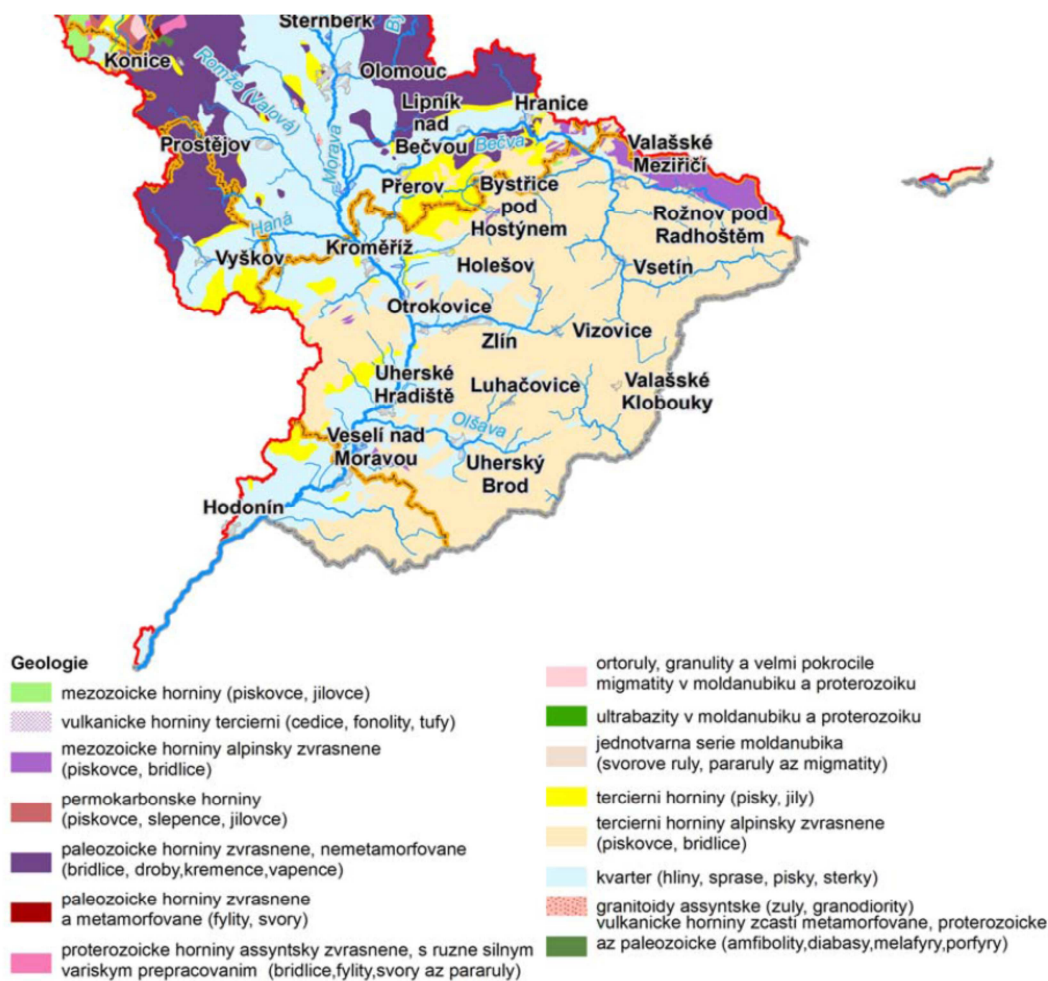 Šternberk
By
Konice
Olomouc
Romže (Valová)
Lipník
nad
Bečvou
Hranice
Prostějov
Morava
Bečva
Valašské
Meziříčí
Přerov
Bystřice
pod
Hostýnem
Rožnov pod
Radhoštěm
Haná
Kroměříž
Vyškov
Holešov
Vsetín
Otrokovice
Zlín
Vizovice
Uherské
Hradiště
Luhačovice
Valašské
Klobouky
Olšava
Veselí nad
Moravou
Uherský
Brod
Hodonín
Geologie
mezozoicke horniny (piskovce, jilovce)
vulkanicke horniny tercierni (cedice, fonolity, tufy)
mezozoicke horniny alpinsky zvrasnene
(piskovce, bridlice)
permokarbonske horniny
(piskovce, slepence, jilovce)
paleozoicke horniny zvrasnene, nemetamorfovane
(bridlice, droby,kremence,vapence)
paleozoicke horniny zvrasnene
a metamorfovane (fylity, svory)
proterozoicke horniny assyntsky zvrasnene, s ruzne silnym
variskym prepracovanim (bridlice,fylity,svory az pararuly)
ortoruly, granulity a velmi pokrocile
migmatity v moldanubiku a proterozoiku
ultrabazity v moldanubiku a proterozoiku
jednotvarna serie moldanubika
(svorove ruly, pararuly az migmatity)
tercierni horniny (pisky, jily)
tercierni horniny alpinsky zvrasnene
(piskovce, bridlice)
kvarter (hliny, sprase, pisky, sterky)
granitoidy assyntske (zuly, granodiority)
vulkanicke horniny zcasti metamorfovane, proterozoicke
az paleozoicke (amfibolity,diabasy,melafyry,porfyry)